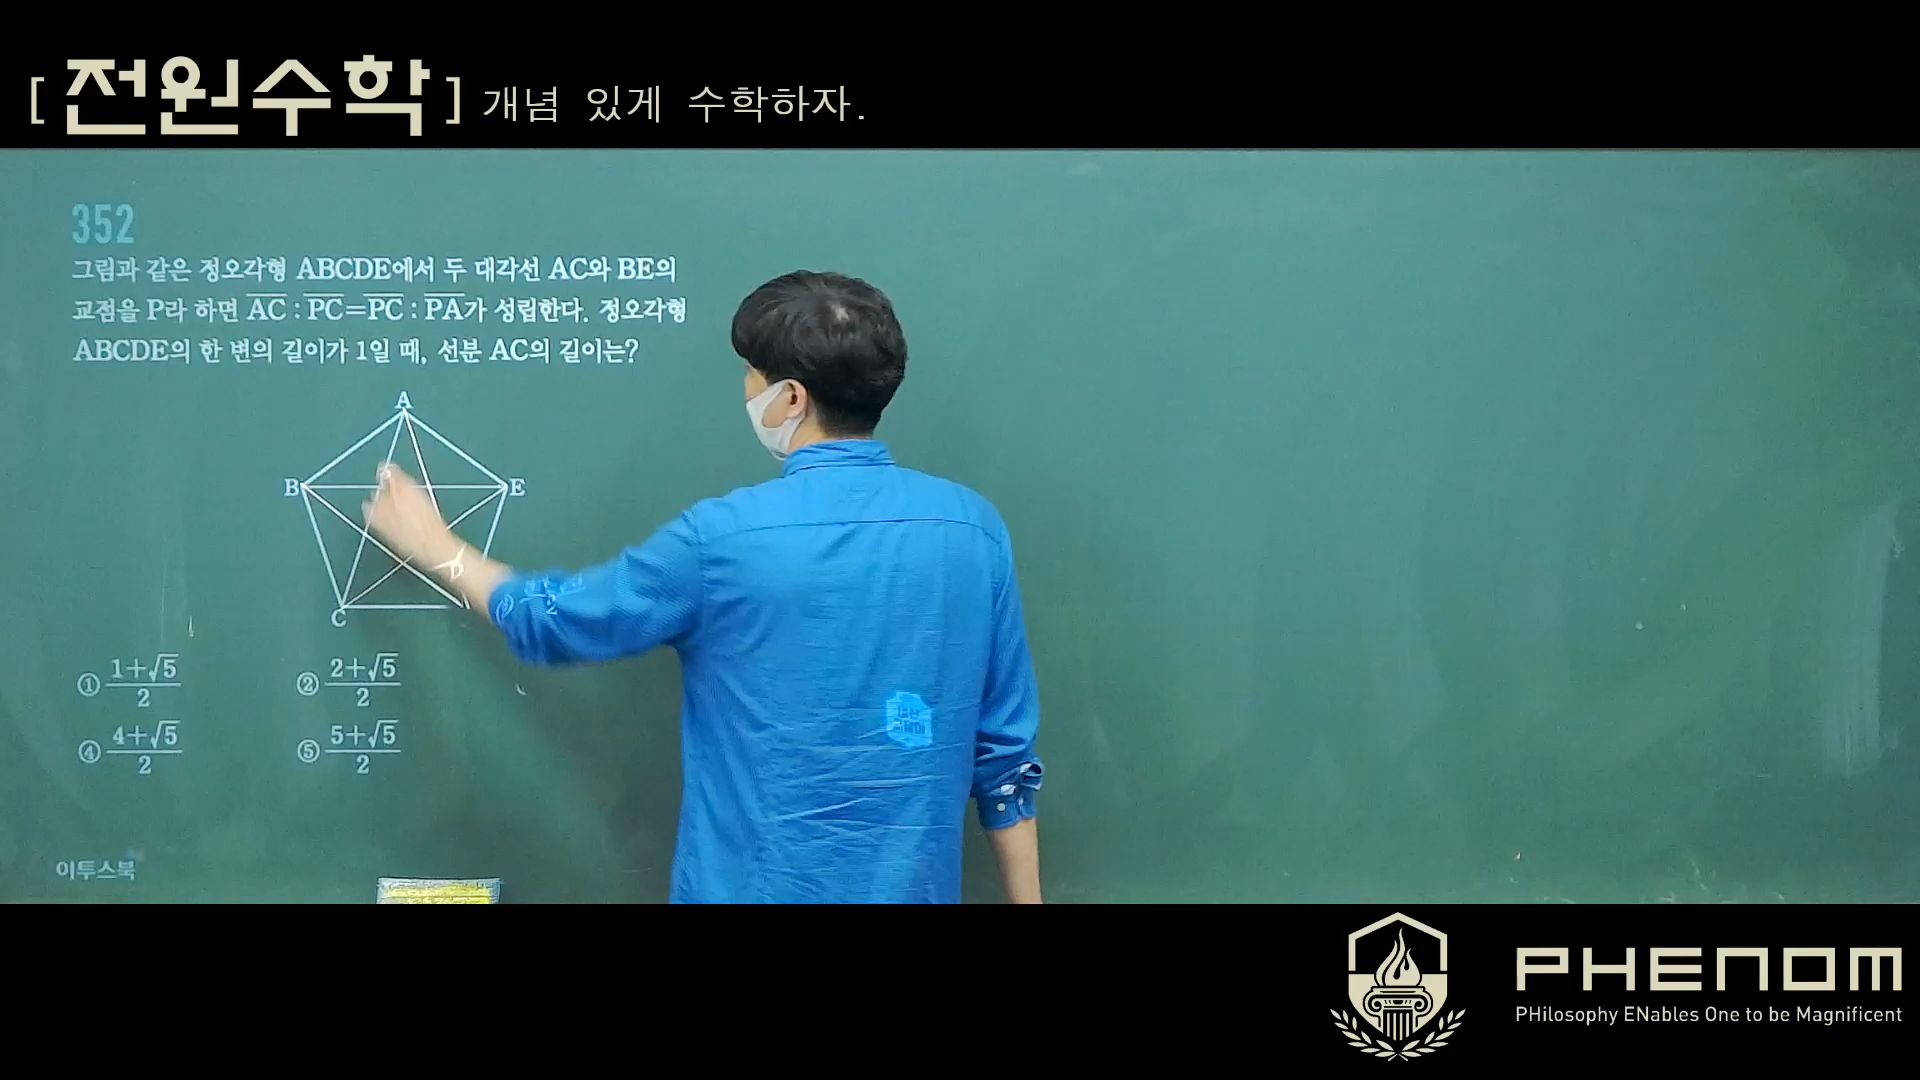 [전원수학] 개념 있게 수학하자.
352
그림과 같은 정오각형 ABCDE에서 두 대각선 AC와 BE의
교점을 P라 하면 AC : PC=PC : PA가 성립한다. 정오각형
ABCDE의 한 변의 길이가 1일 때, 선분 AC의 길이는?
A
B
E
C
① 1+√5/2
② 2+√5/2
④ 4+√5/2
⑤ 5+√5/2
이투스북
PHENOM
PHilosophy ENables One to be Magnificent